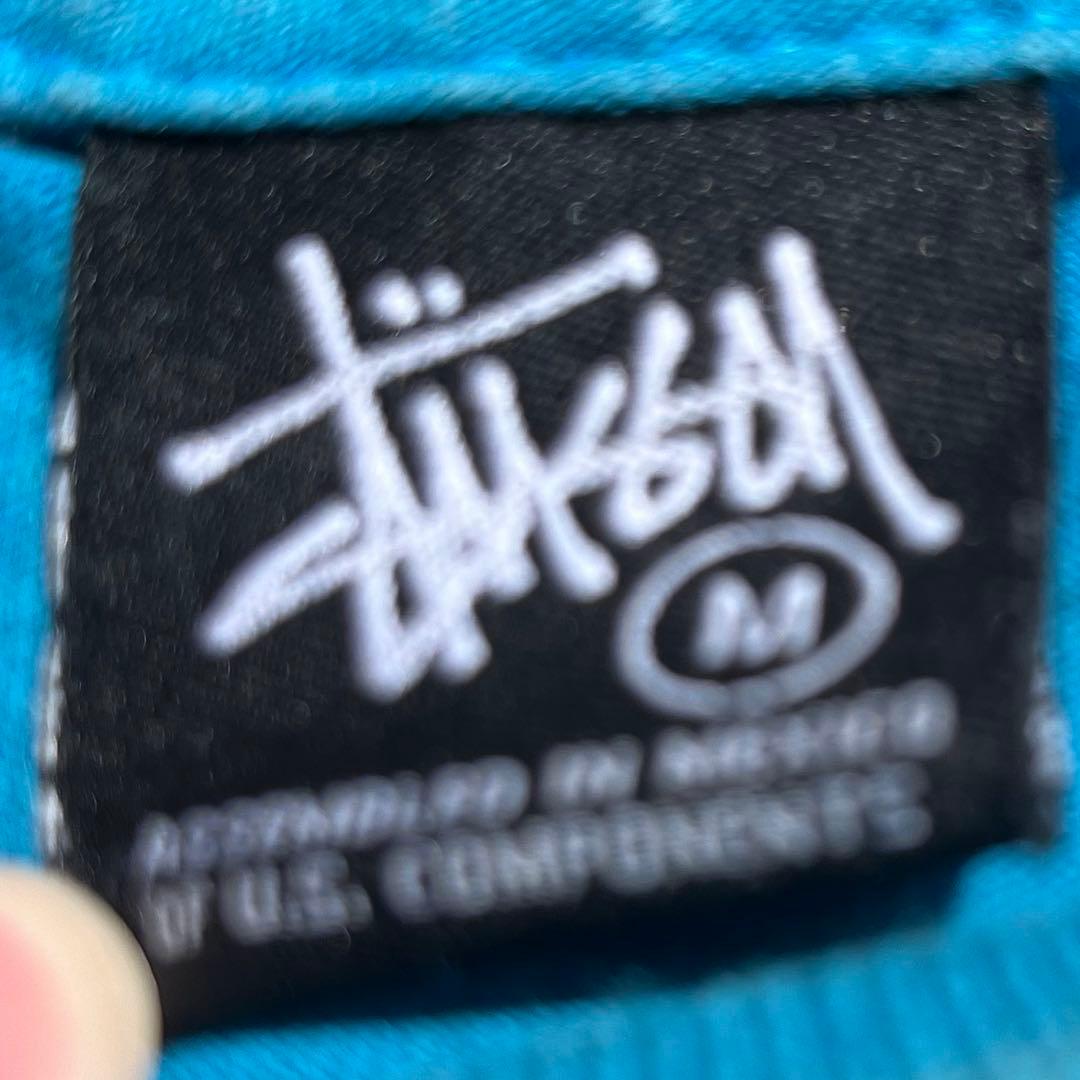 Stüssy
M
ASSEMBLED IN MEXICO
OF U.S. COMPONENTS